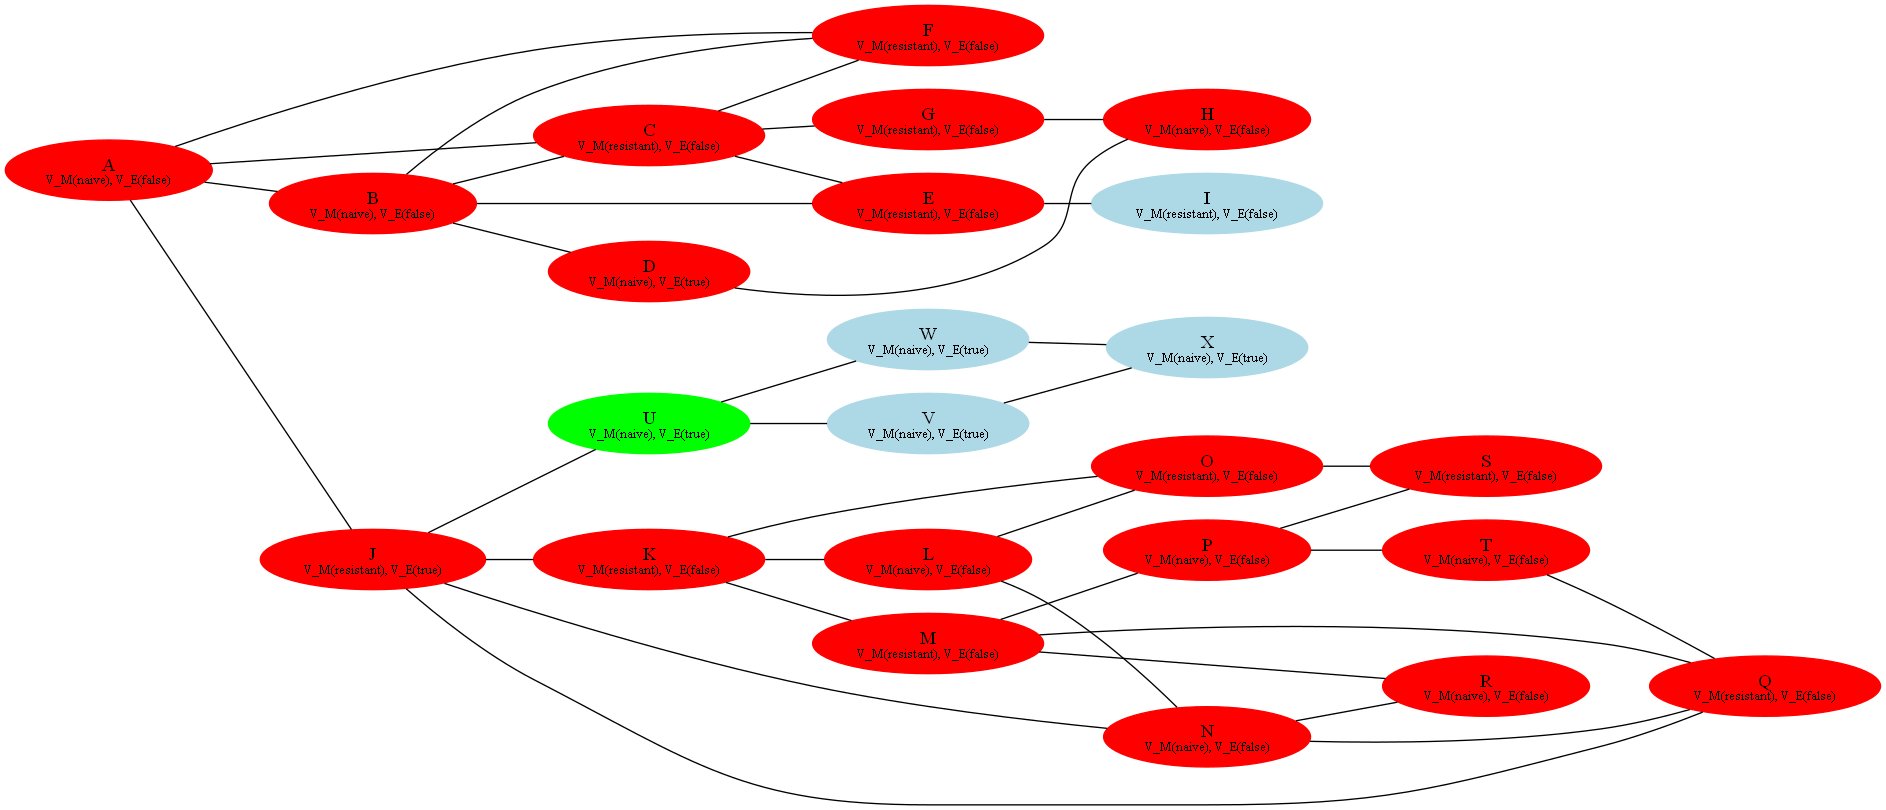 F
V_M(resistant), V_E(false)
G
V_M(resistant), V_E(false)
H
V_M(naive), V_E(false)
C
V_M(resistant), V_E(false)
A
V_M(naive), V_E(false)
B
V_M(naive), V_E(false)
E
V_M(resistant), V_E(false)
I
V_M(resistant), V_E(false)
D
V_M(naive), V_E(true)
W
V_M(naive), V_E(true)
X
V_M(naive), V_E(true)
U
V_M(naive), V_E(true)
V
V_M(naive), V_E(true)
O
V_M(resistant), V_E(false)
S
V_M(resistant), V_E(false)
J
V_M(resistant), V_E(true)
K
V_M(resistant), V_E(false)
L
V_M(naive), V_E(false)
P
V_M(naive), V_E(false)
T
V_M(naive), V_E(false)
M
V_M(resistant), V_E(false)
R
V_M(naive), V_E(false)
Q
V_M(resistant), V_E(false)
N
V_M(naive), V_E(false)